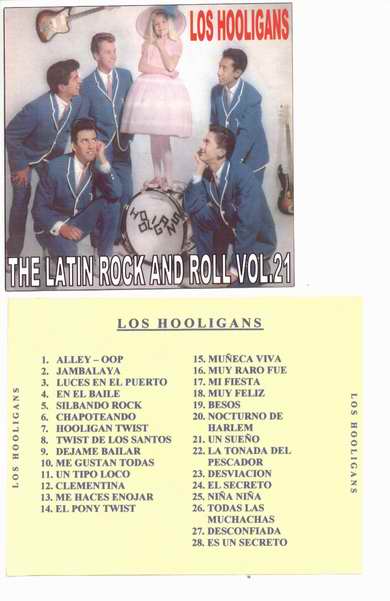 LOS HOOLIGANS
HOOLIGANS
THE LATIN ROCK AND ROLL VOL.21
LOS HOOLIGANS
LOS HOOLIGANS
1. ALLEY – OOP
2. JAMBALAYA
3. LUCES EN EL PUERTO
4. EN EL BAILE
5. SILBANDO ROCK
6. CHAPOTEANDO
7. HOOLIGAN TWIST
8. TWIST DE LOS SANTOS
9. DEJAME BAILAR
10. ME GUSTAN TODAS
11. UN TIPO LOCO
12. CLEMENTINA
13. ME HACES ENOJAR
14. EL PONY TWIST
15. MUÑECA VIVA
16. MUY RARO FUE
17. MI FIESTA
18. MUY FELIZ
19. BESOS
20. NOCTURNO DE
HARLEM
21. UN SUEÑO
22. LA TONADA DEL
PESCADOR
23. DESVIACION
24. EL SECRETO
25. NIÑA NIÑA
26. TODAS LAS
MUCHACHAS
27. DESCONFIADA
28. ES UN SECRETO
LOS HOOLIGANS